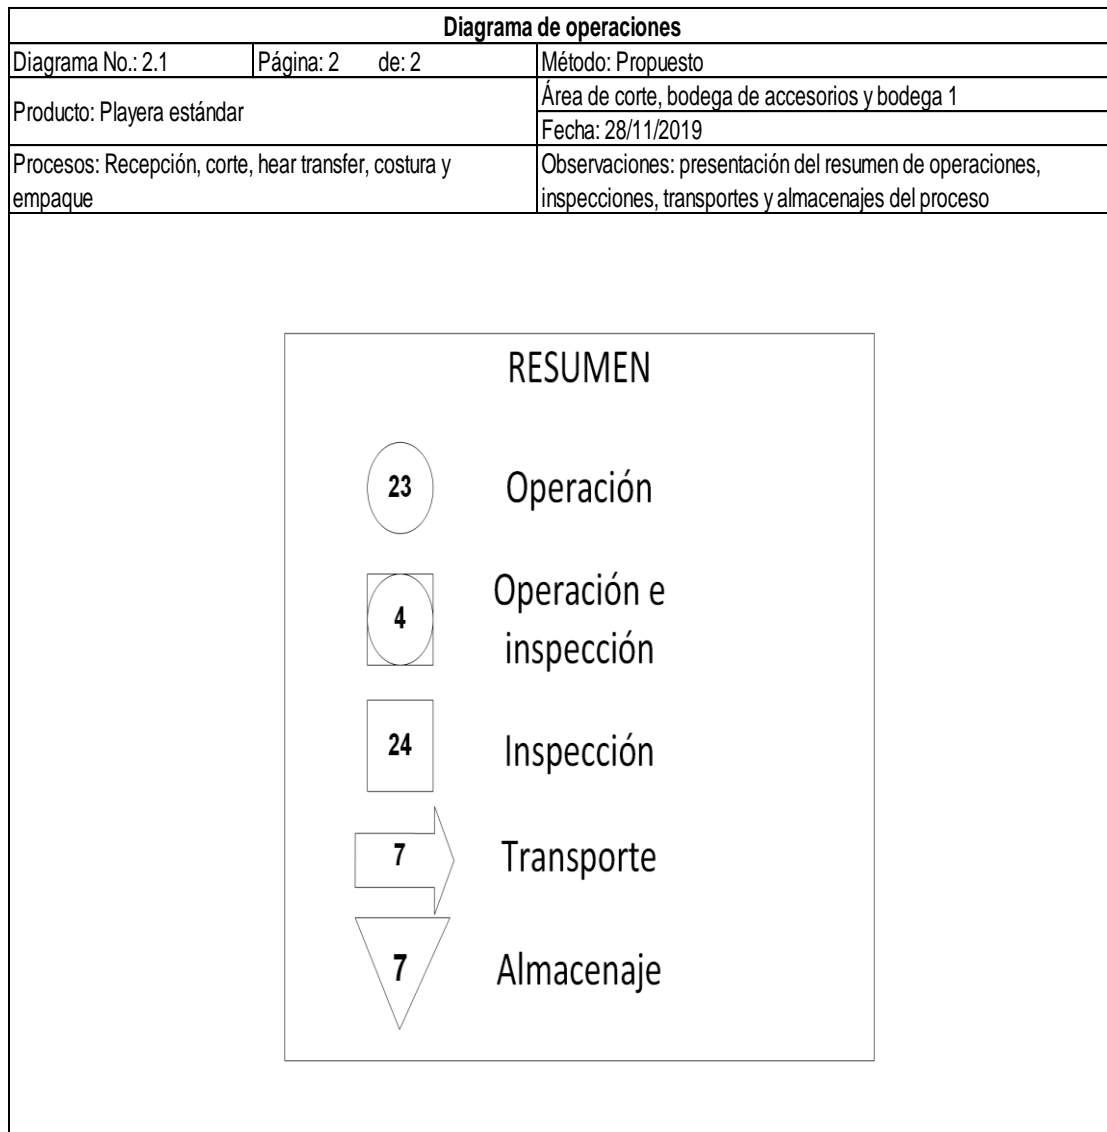 Diagrama de operaciones
Diagrama No.: 2.1 Página: 2 de: 2 Método: Propuesto
Producto: Playera estándar
Área de corte, bodega de accesorios y bodega 1
Fecha: 28/11/2019
Procesos: Recepción, corte, hear transfer, costura y
empaque
Observaciones: presentación del resumen de operaciones,
inspecciones, transportes y almacenajes del proceso
RESUMEN
23 Operación
4 Operación e
inspección
24 Inspección
7 Transporte
7 Almacenaje